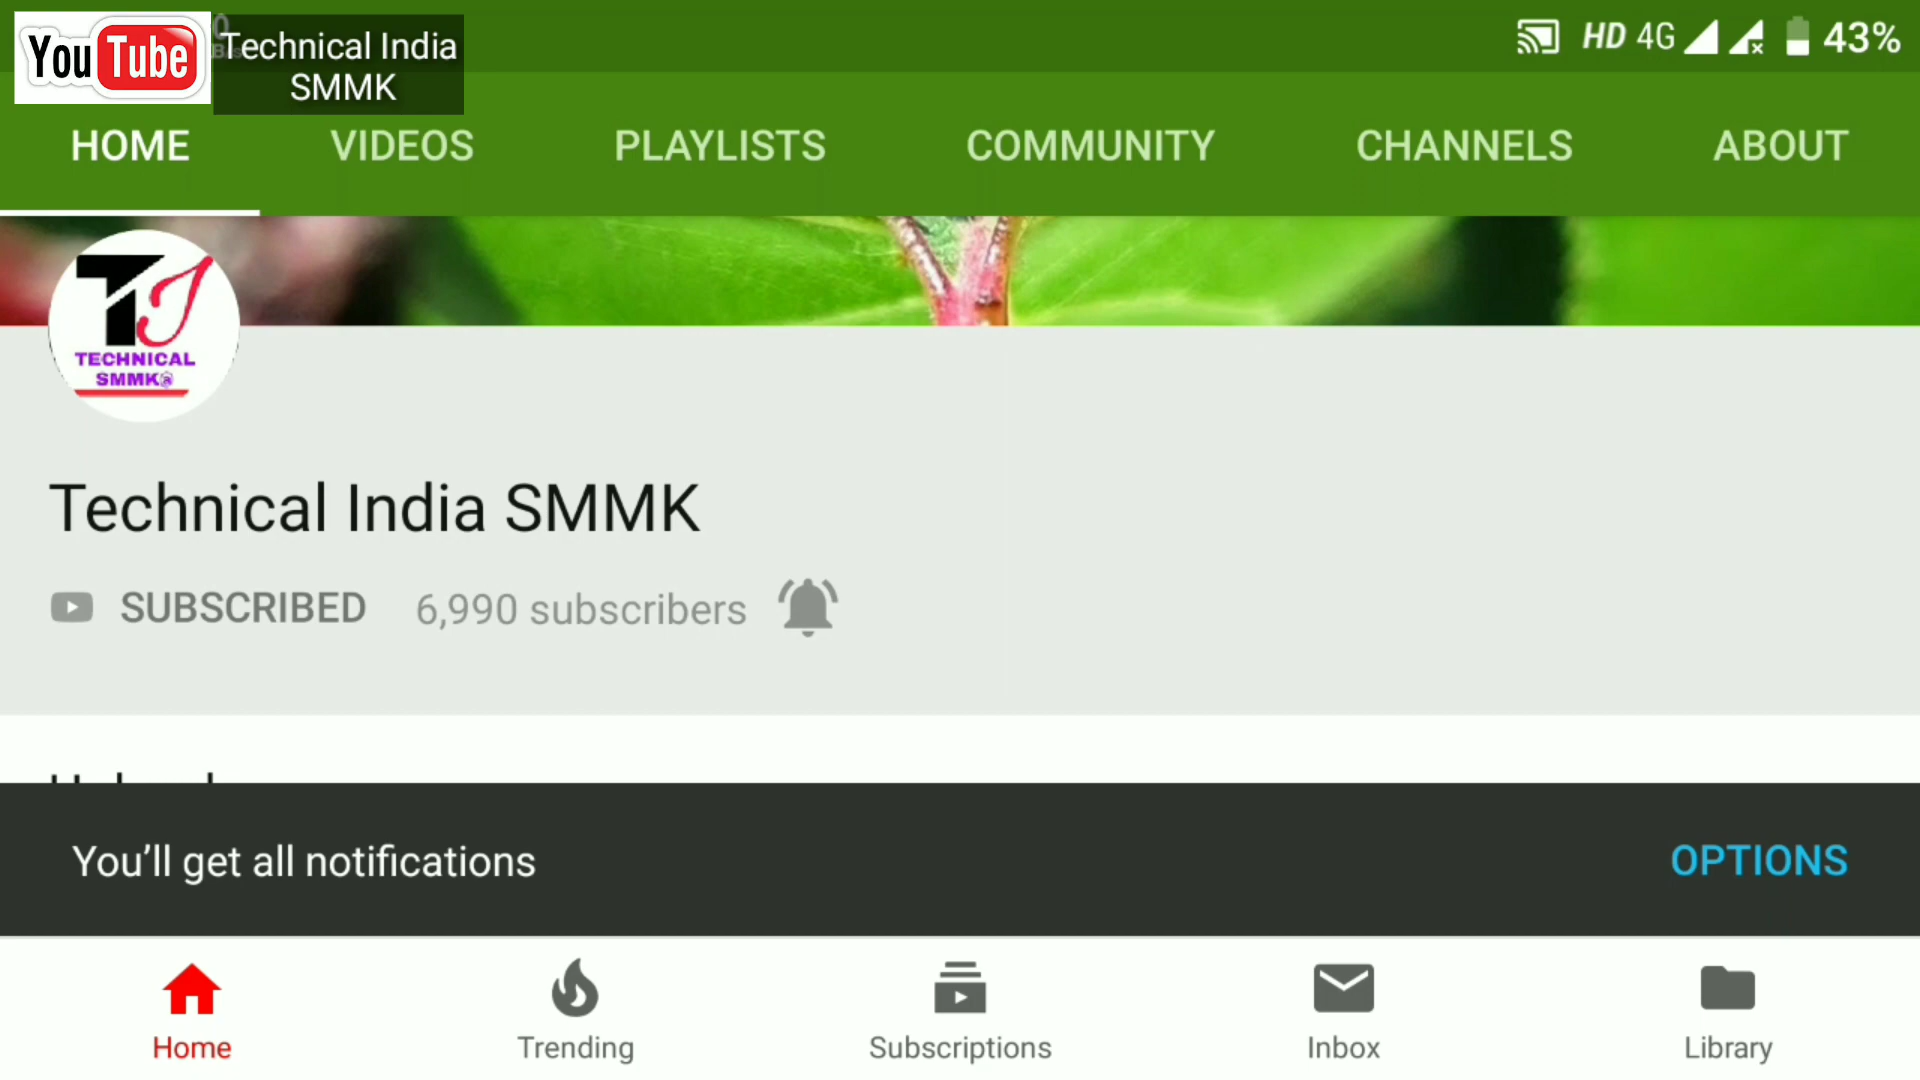 YouTube
Technical India
SMMK
HD 4G 43%
HOME VIDEOS PLAYLISTS COMMUNITY CHANNELS ABOUT
TECHNICAL
SMMK@
Technical India SMMK
SUBSCRIBED 6,990 subscribers
You'll get all notifications OPTIONS
Home Trending Subscriptions Inbox Library